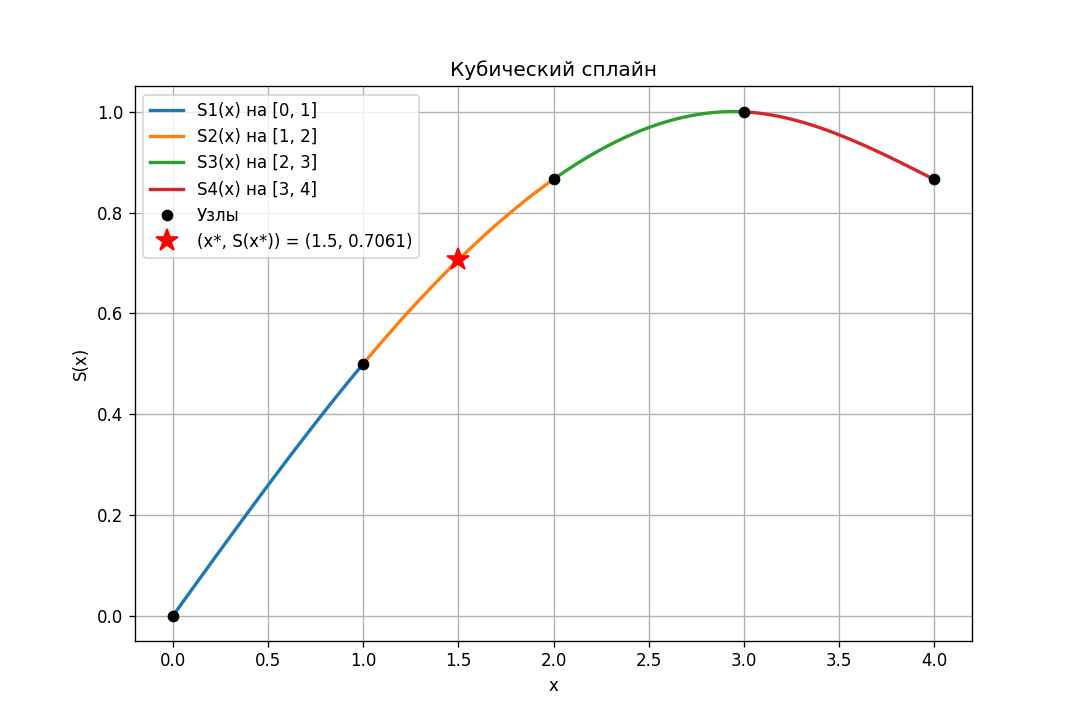 Кубический сплайн
S1(x) на [0, 1]
S2(x) на [1, 2]
S3(x) на [2, 3]
S4(x) на [3, 4]
Узлы
(x*, S(x*)) = (1.5, 0.7061)
1.0
0.8
0.6
0.4
0.2
0.0
S(x)
0.0 0.5 1.0 1.5 2.0 2.5 3.0 3.5 4.0
x